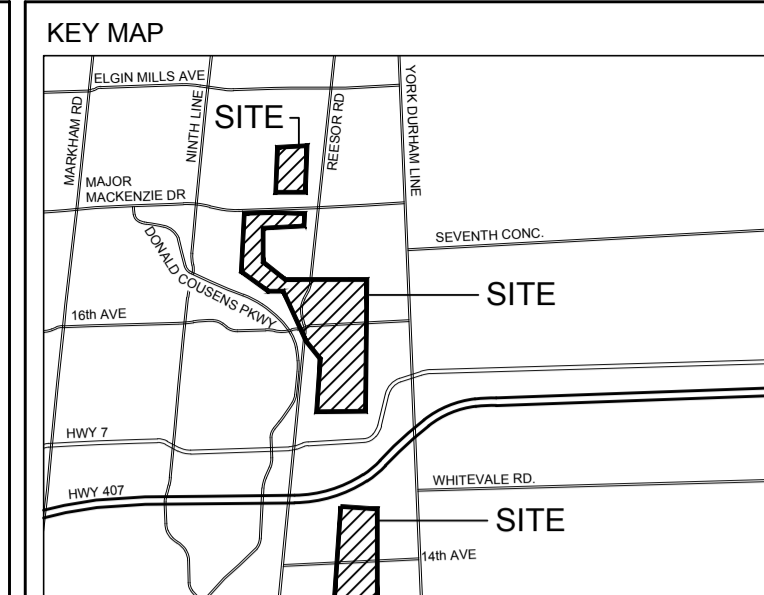 KEY MAP
ELGIN MILLS AVE
MARKHAM RD
NINTH LINE
SITE
REESOR RD
YORK DURHAM LINE
MAJOR
MACKENZIE DR
SEVENTH CONC.
DONALD COUSENS PKWY
SITE
16th AVE
HWY 7
HWY 407
WHITEVALE RD.
SITE
14th AVE